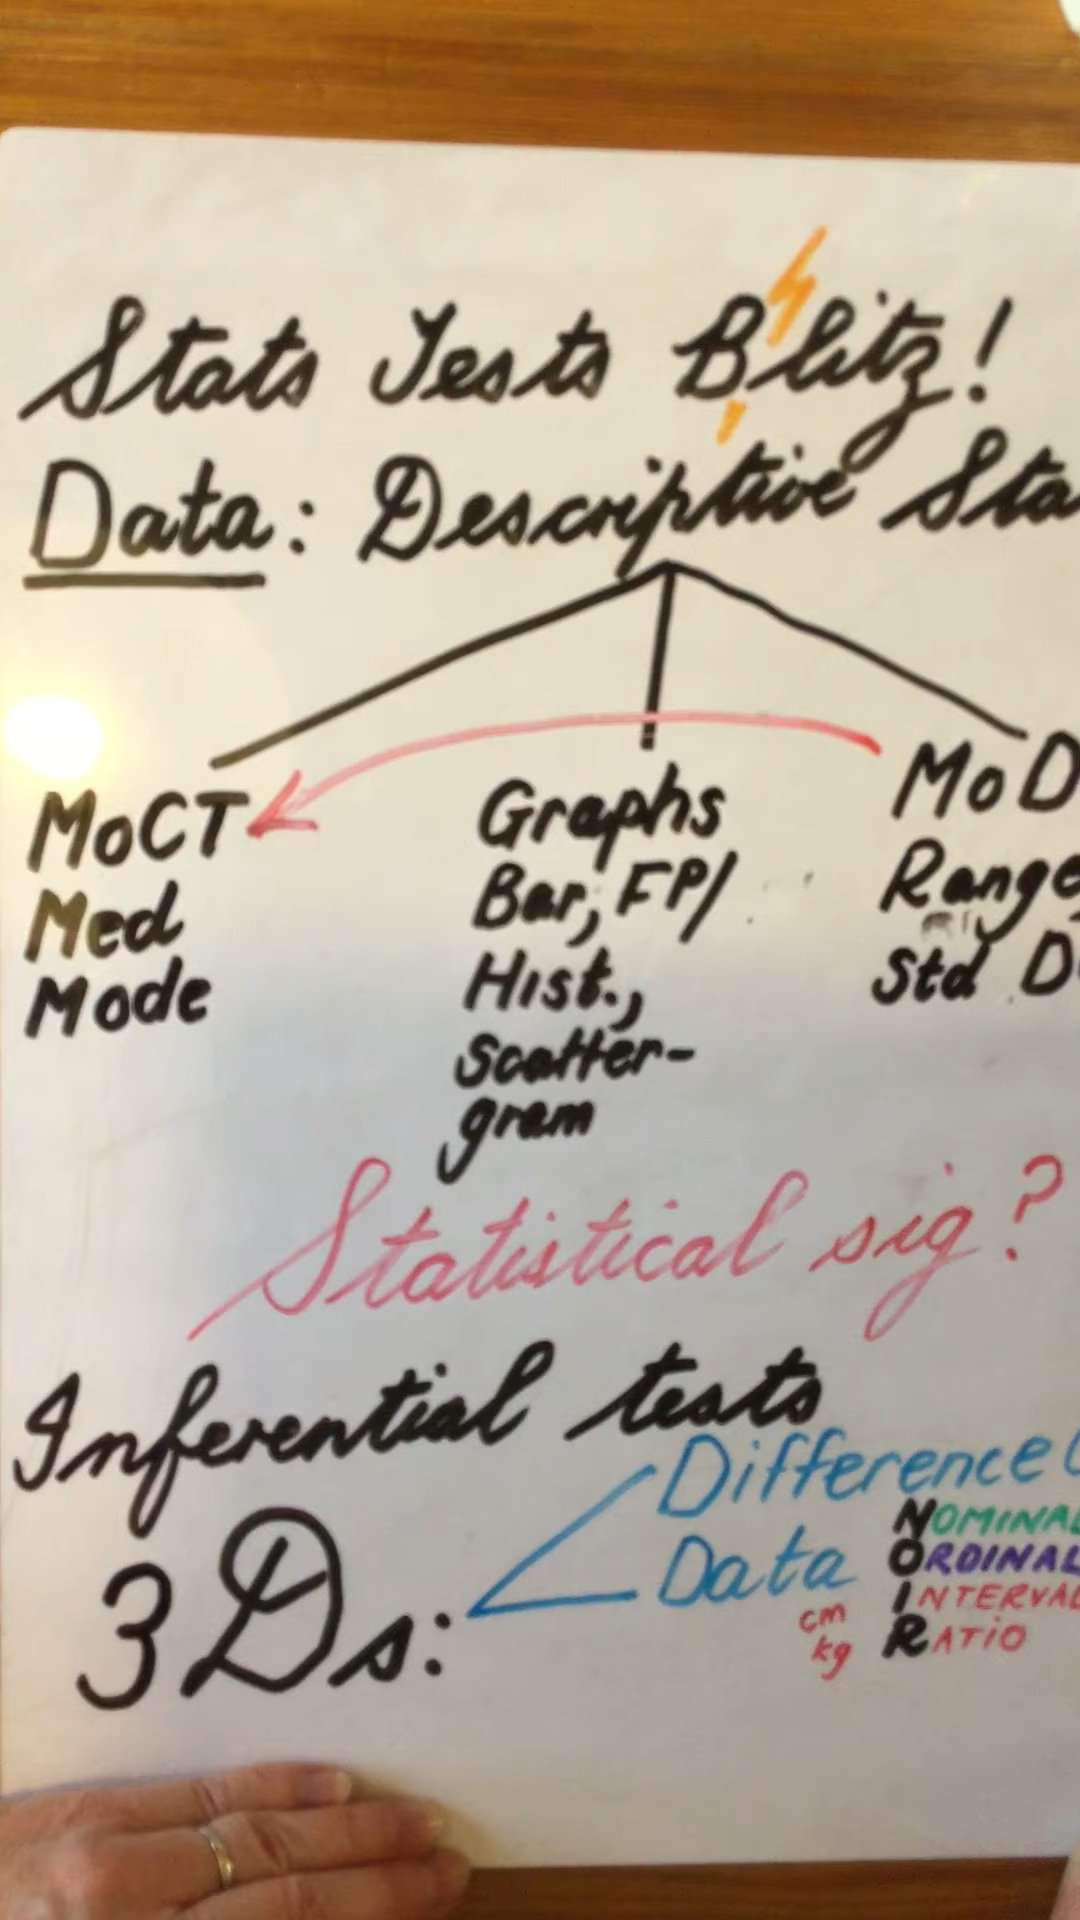 Stats Tests Blitz!
Data: Descriptive Sta
MoCT
Med
Mode
Graphs
Bar, FP/
Hist.,
Scatter-
gram
MoD
Range
Std D
Statistical sig?
Inferential tests
3Ds:
Difference
Data
cm
kg
NOMINAL
ORDINAL
INTERVAL
RATIO